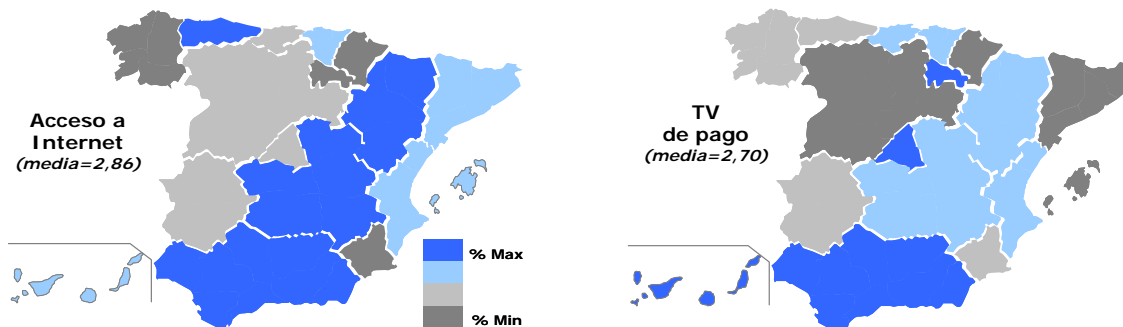 Acceso a
Internet
(media=2,86)
% Max
% Min
TV
de pago
(media=2,70)